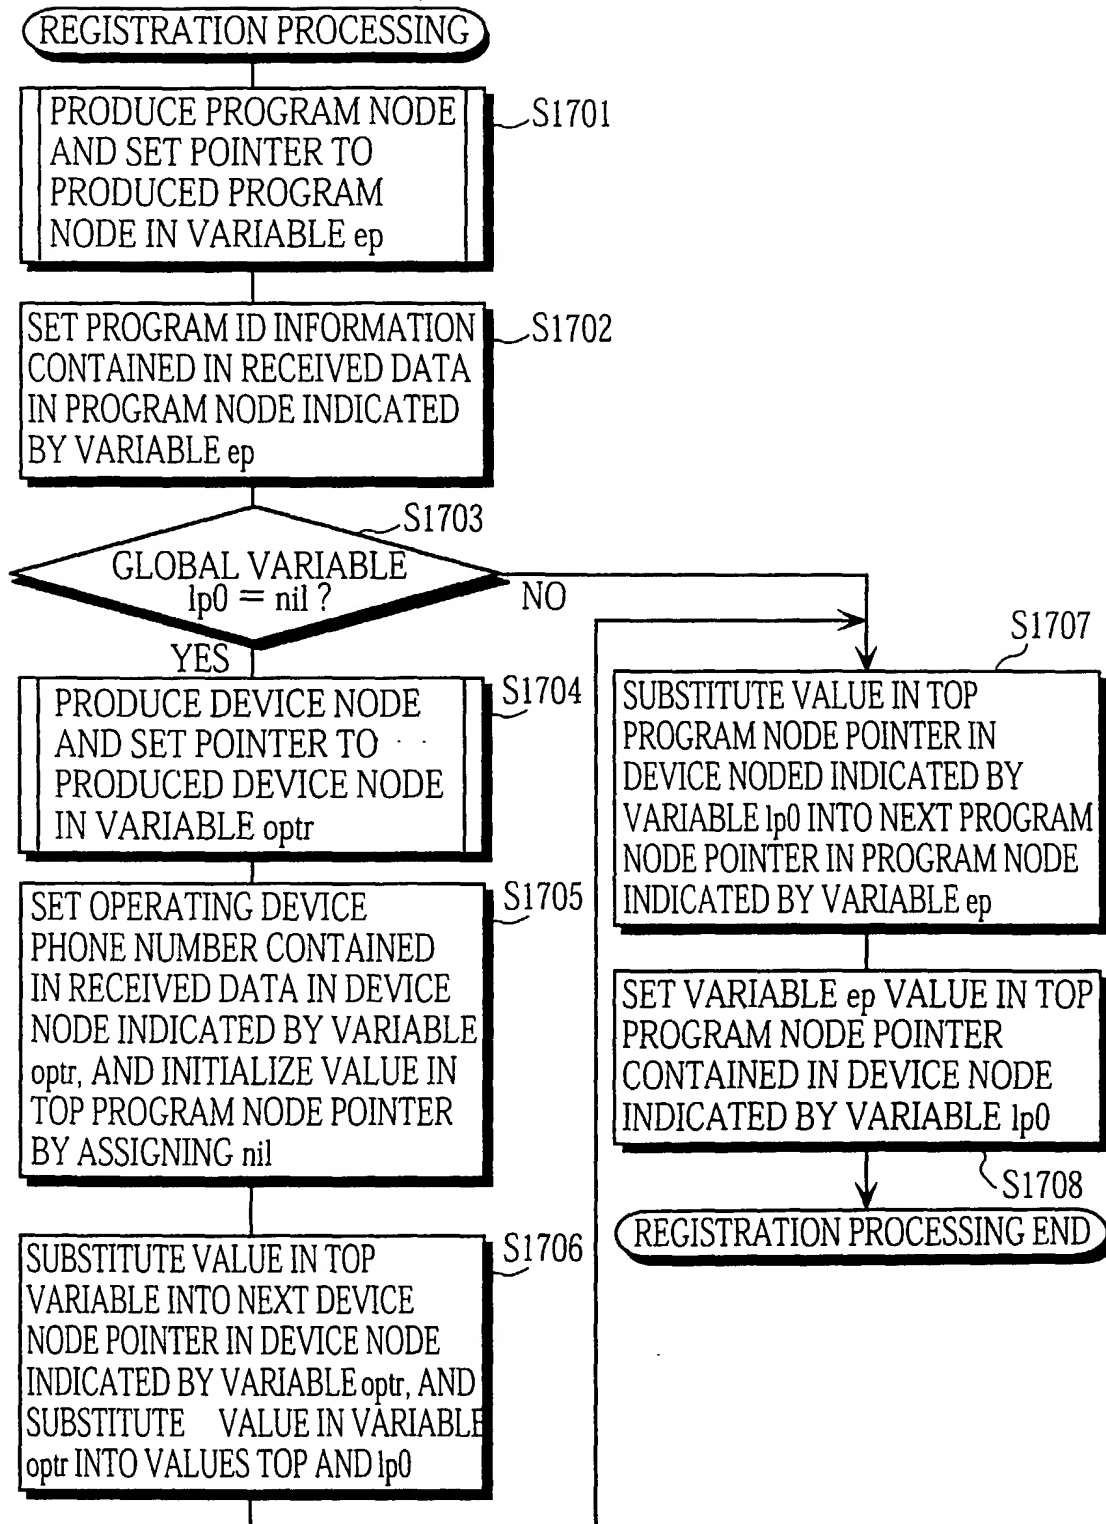 REGISTRATION PROCESSING
PRODUCE PROGRAM NODE
AND SET POINTER TO
PRODUCED PROGRAM
NODE IN VARIABLE ep
S1701
SET PROGRAM ID INFORMATION
CONTAINED IN RECEIVED DATA
IN PROGRAM NODE INDICATED
BY VARIABLE ep
S1702
S1703
GLOBAL VARIABLE
lp0 = nil ?
NO
YES
PRODUCE DEVICE NODE
AND SET POINTER TO
PRODUCED DEVICE NODE
IN VARIABLE optr
S1704
SET OPERATING DEVICE
PHONE NUMBER CONTAINED
IN RECEIVED DATA IN DEVICE
NODE INDICATED BY VARIABLE
optr, AND INITIALIZE VALUE IN
TOP PROGRAM NODE POINTER
BY ASSIGNING nil
S1705
SUBSTITUTE VALUE IN TOP
VARIABLE INTO NEXT DEVICE
NODE POINTER IN DEVICE NODE
INDICATED BY VARIABLE optr, AND
SUBSTITUTE VALUE IN VARIABLE
optr INTO VALUES TOP AND lp0
S1706
S1707
SUBSTITUTE VALUE IN TOP
PROGRAM NODE POINTER IN
DEVICE NODED INDICATED BY
VARIABLE lp0 INTO NEXT PROGRAM
NODE POINTER IN PROGRAM NODE
INDICATED BY VARIABLE ep
SET VARIABLE ep VALUE IN TOP
PROGRAM NODE POINTER
CONTAINED IN DEVICE NODE
INDICATED BY VARIABLE lp0
S1708
REGISTRATION PROCESSING END